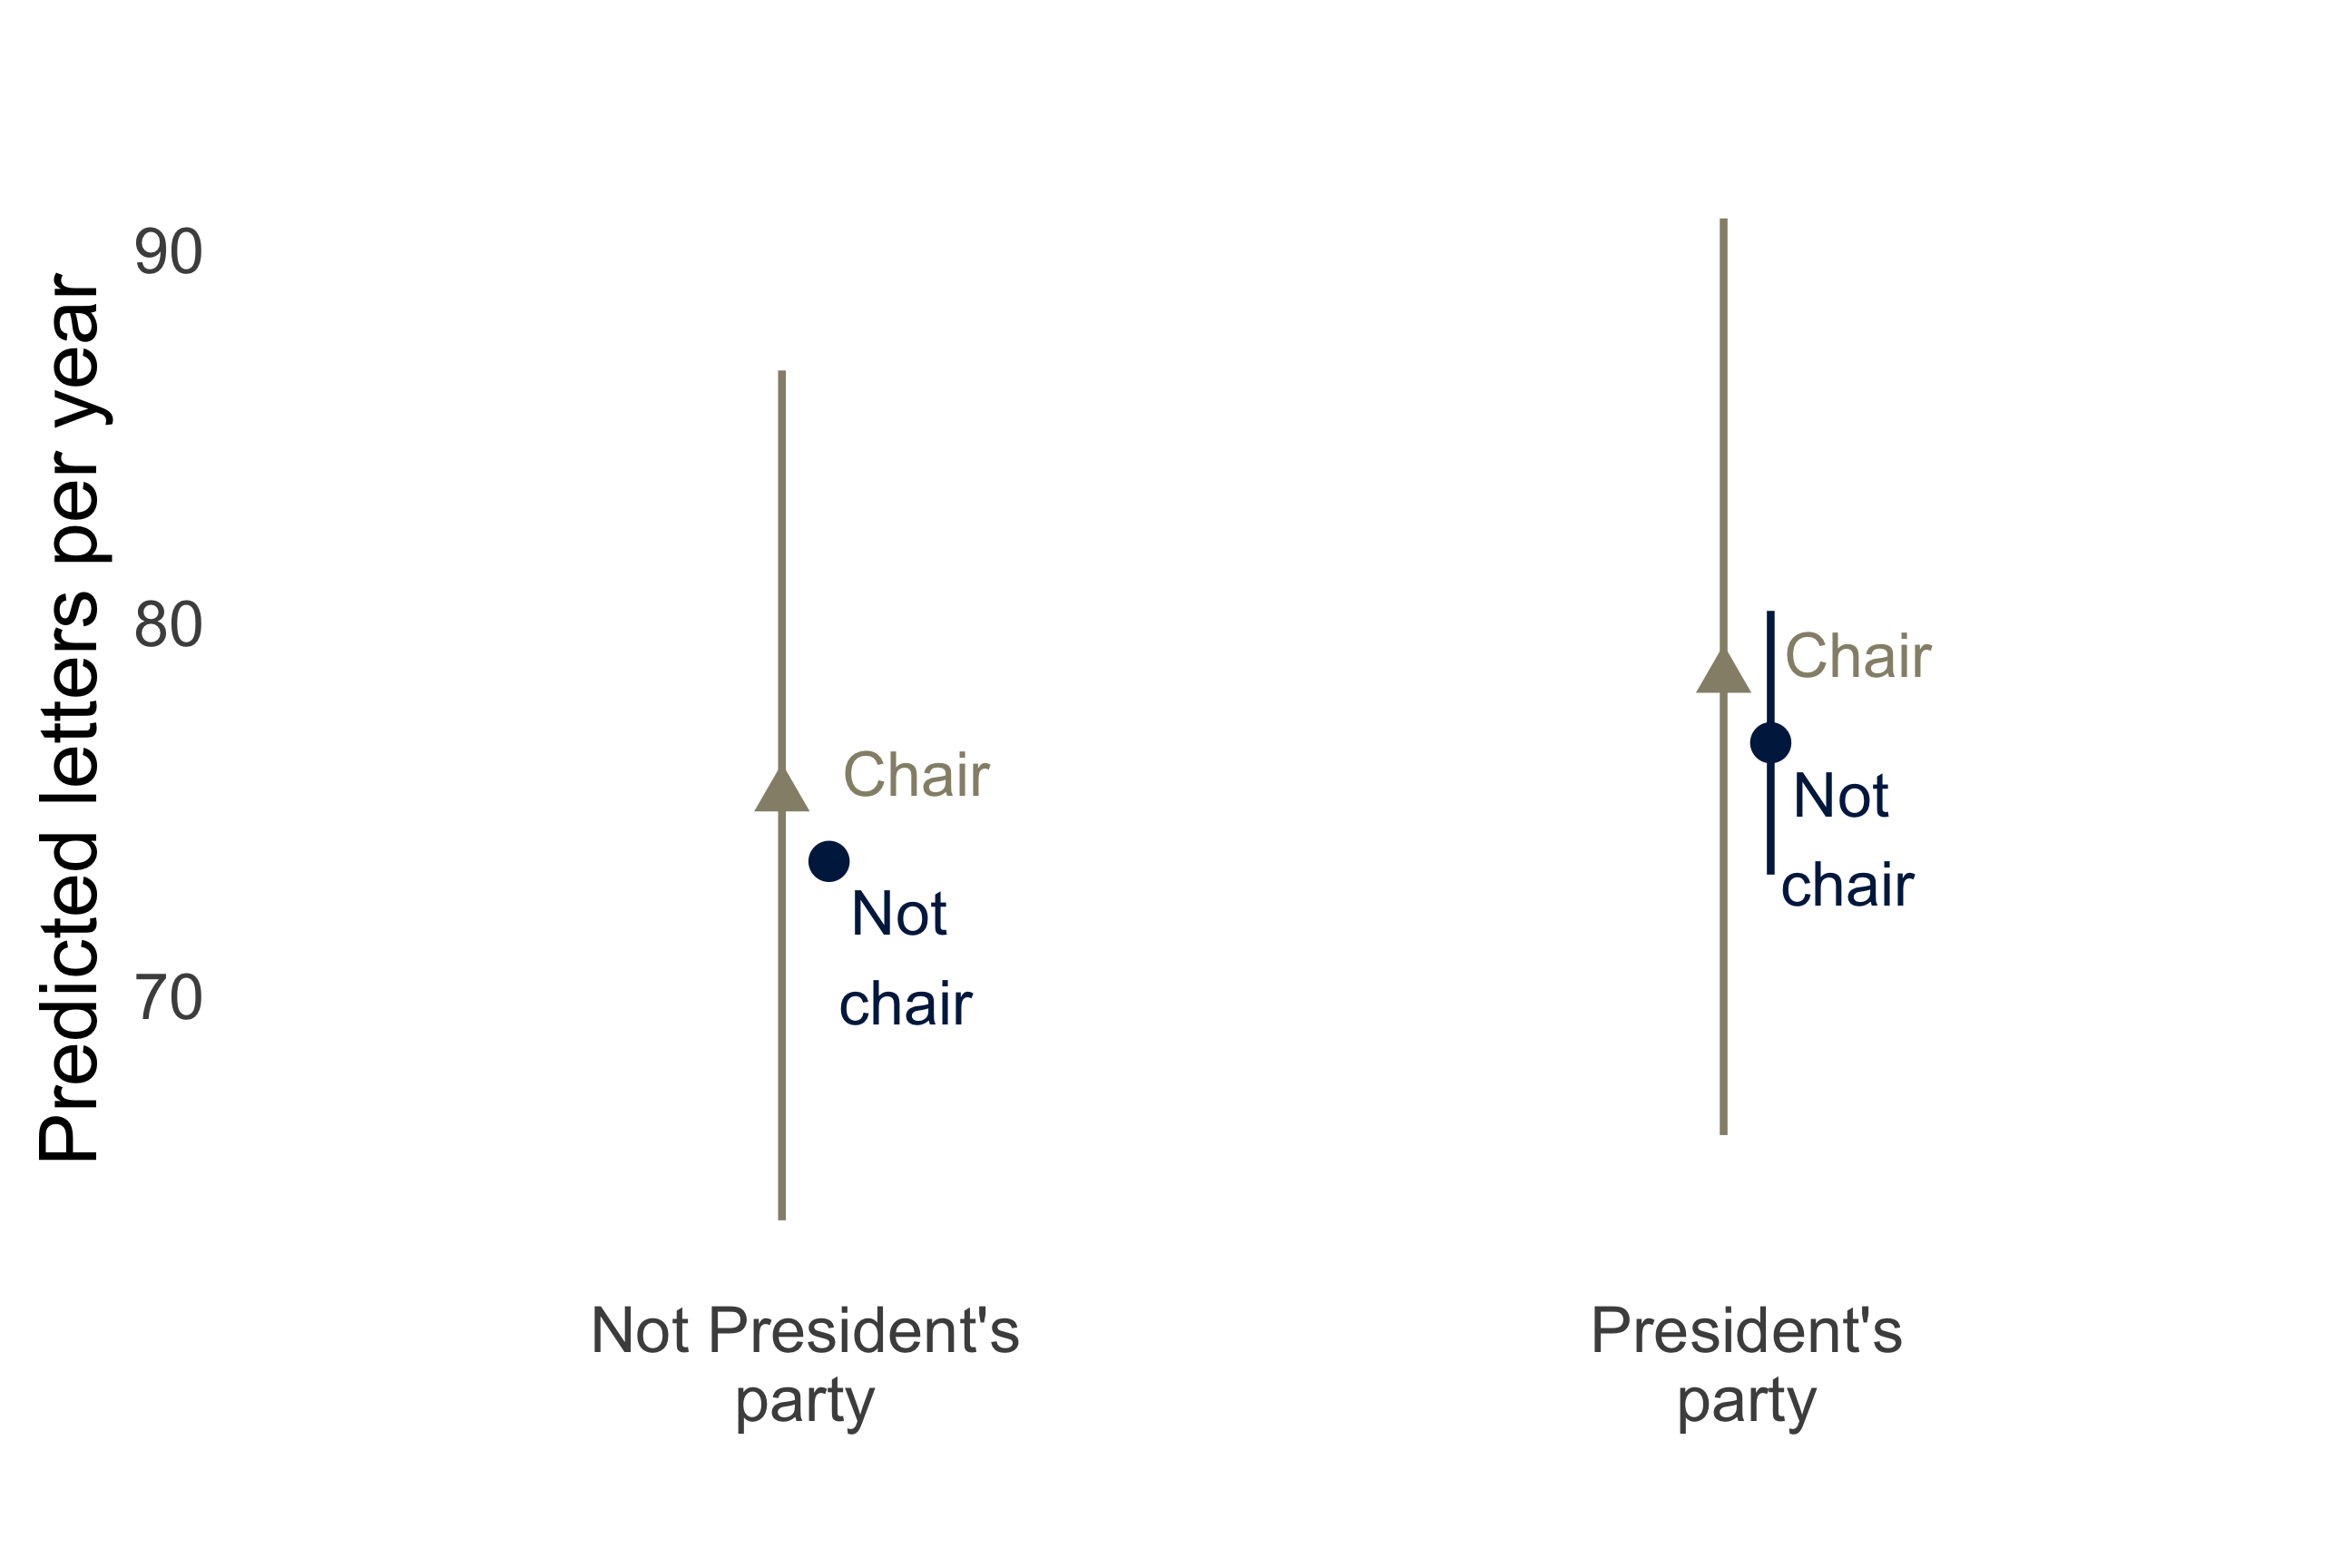 Predicted letters per year
90
80
70
Chair
Not
chair
Chair
Not
chair
Not President's
party
President's
party